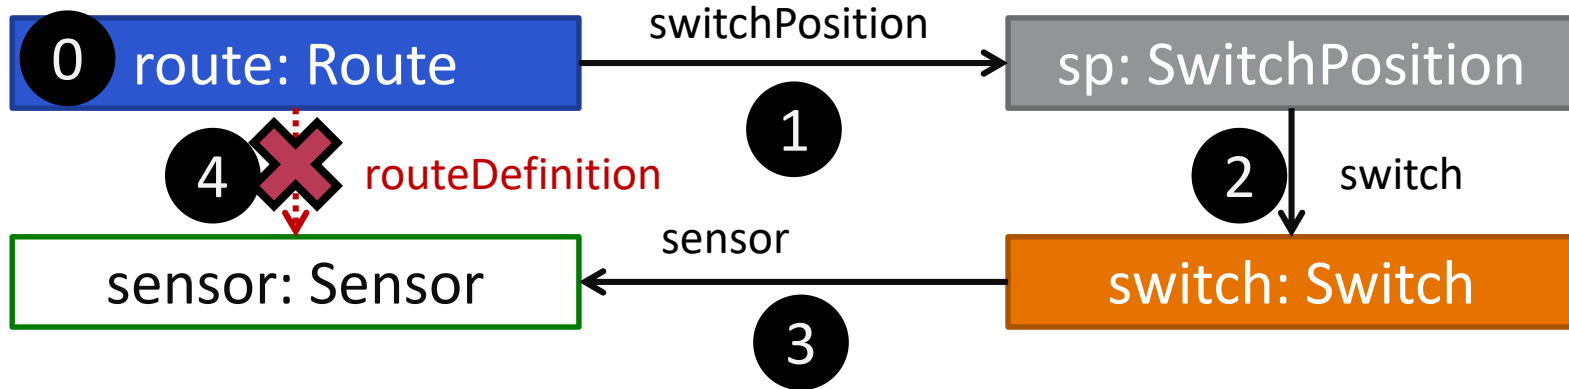 switchPosition
0
route: Route
sp: SwitchPosition
1
4
routeDefinition
2
switch
sensor
sensor: Sensor
switch: Switch
3